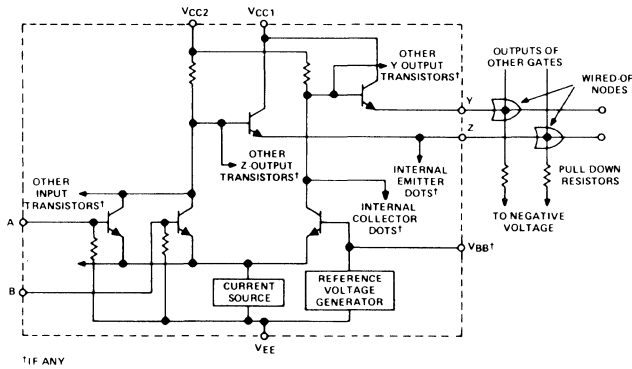 VCC2
VCC1
OTHER
Y OUTPUT
TRANSISTORS†
OUTPUTS OF
OTHER GATES
WIRED-OR
NODES
Y
Z
OTHER
Z-OUTPUT
TRANSISTORS†
INTERNAL
EMITTER
DOTS†
PULL DOWN
RESISTORS
OTHER
INPUT
TRANSISTORS†
INTERNAL
COLLECTOR
DOTS†
TO NEGATIVE
VOLTAGE
A
VBB†
B
CURRENT
SOURCE
REFERENCE
VOLTAGE
GENERATOR
VEE
†IF ANY